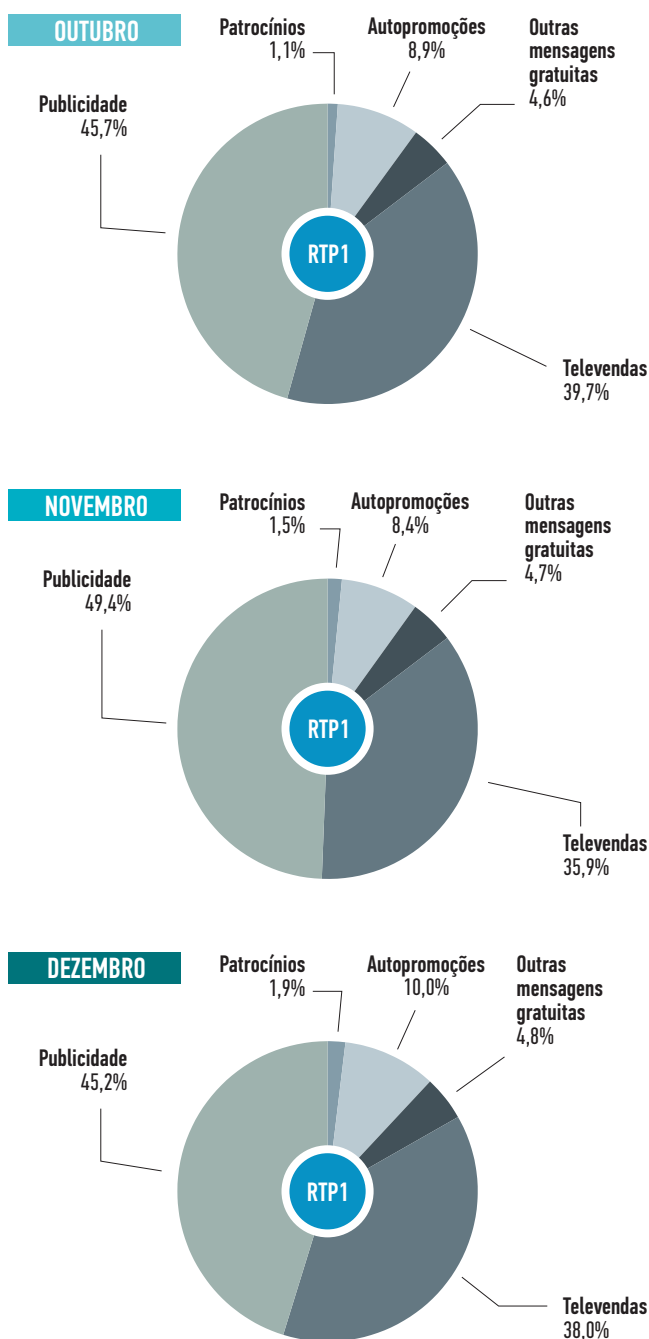 OUTUBRO
Patrocínios
1,1%
Autopromoções
8,9%
Outras
mensagens
gratuitas
4,6%
Publicidade
45,7%
RTP1
Televendas
39,7%
NOVEMBRO
Patrocínios
1,5%
Autopromoções
8,4%
Outras
mensagens
gratuitas
4,7%
Publicidade
49,4%
RTP1
Televendas
35,9%
DEZEMBRO
Patrocínios
1,9%
Autopromoções
10,0%
Outras
mensagens
gratuitas
4,8%
Publicidade
45,2%
RTP1
Televendas
38,0%